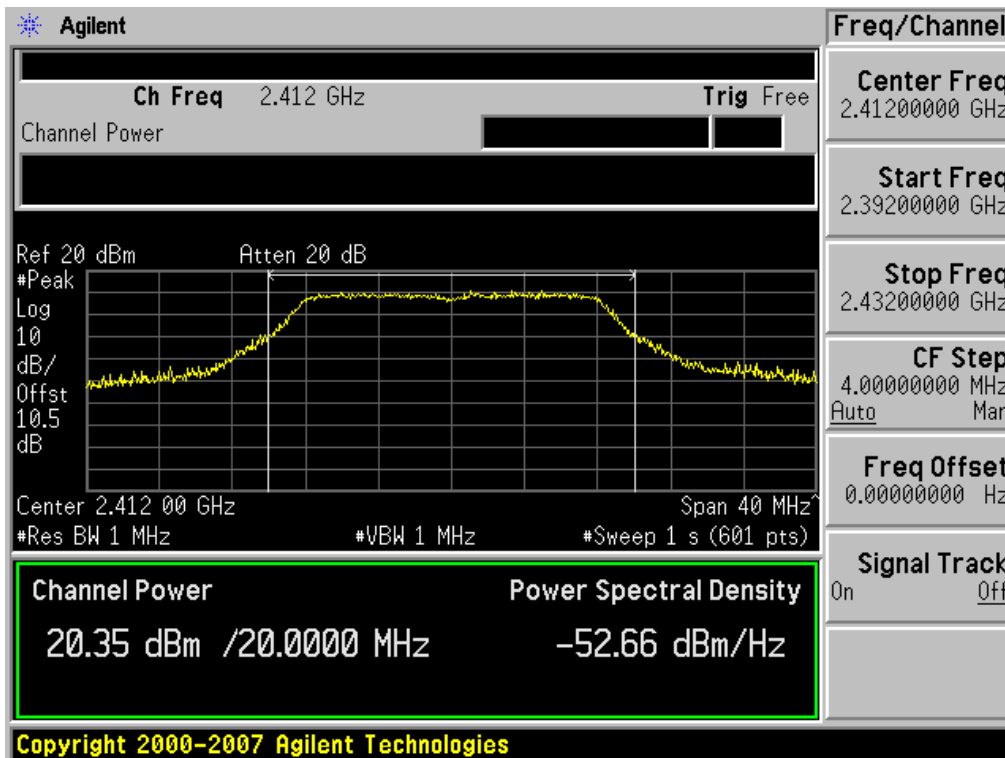 Agilent
Freq/Channel
Ch Freq 2.412 GHz Trig Free
Channel Power
Center Freq
2.41200000 GHz
Start Freq
2.39200000 GHz
Stop Freq
2.43200000 GHz
CF Step
4.00000000 MHz
Auto Man
Freq Offset
0.00000000 Hz
Signal Track
On Off
Ref 20 dBm Atten 20 dB
#Peak
Log
10
dB/
Offst
10.5
dB
Center 2.412 00 GHz Span 40 MHz^
#Res BW 1 MHz #VBW 1 MHz #Sweep 1 s (601 pts)
Channel Power Power Spectral Density
20.35 dBm /20.0000 MHz -52.66 dBm/Hz
Copyright 2000-2007 Agilent Technologies